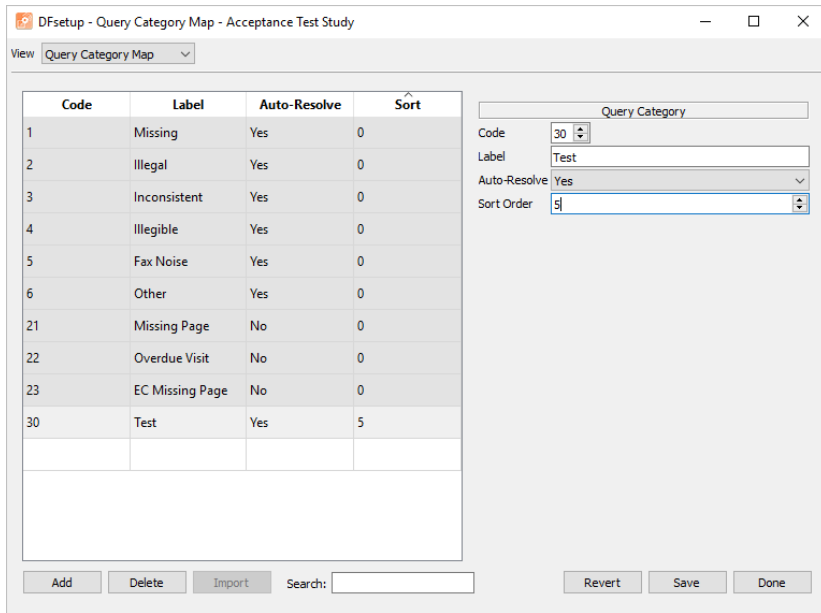 DFsetup - Query Category Map - Acceptance Test Study
View Query Category Map
Code Label Auto-Resolve Sort
1 Missing Yes 0
2 Illegal Yes 0
3 Inconsistent Yes 0
4 Illegible Yes 0
5 Fax Noise Yes 0
6 Other Yes 0
21 Missing Page No 0
22 Overdue Visit No 0
23 EC Missing Page No 0
30 Test Yes 5
Query Category
Code 30
Label Test
Auto-Resolve Yes
Sort Order 5
Add Delete Import Search: Revert Save Done